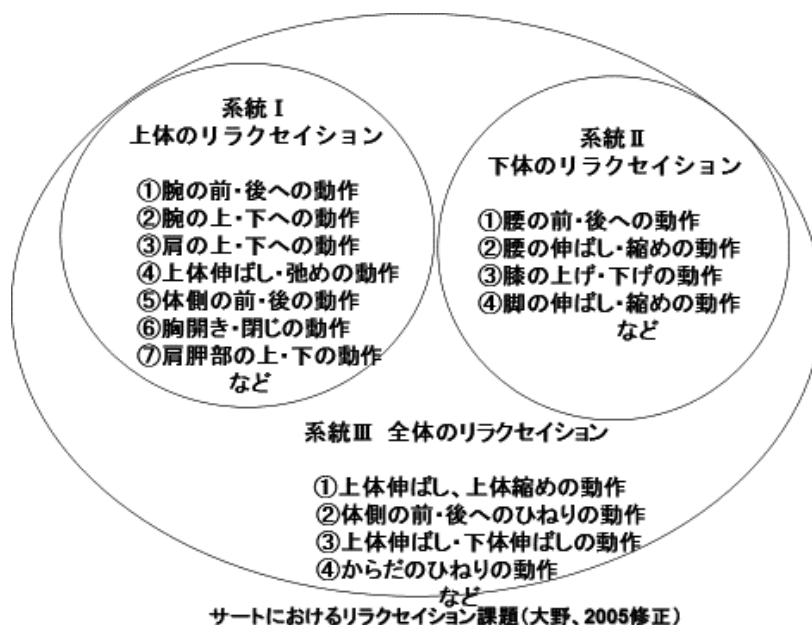 系統Ⅰ
上体のリラクセイション
①腕の前・後への動作
②腕の上・下への動作
③肩の上・下への動作
④上体伸ばし・弛めの動作
⑤体側の前・後の動作
⑥胸開き・閉じの動作
⑦肩胛部の上・下の動作
など
系統Ⅱ
下体のリラクセイション
①腰の前・後への動作
②腰の伸ばし・縮めの動作
③膝の上げ・下げの動作
④脚の伸ばし・縮めの動作
など
系統Ⅲ 全体のリラクセイション
①上体伸ばし、上体縮めの動作
②体側の前・後へのひねりの動作
③上体伸ばし・下体伸ばしの動作
④からだのひねりの動作
など
サートにおけるリラクセイション課題(大野、2005修正)